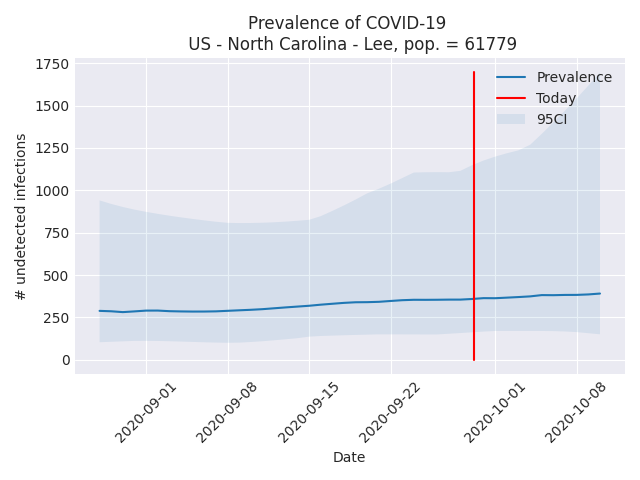 Prevalence of COVID-19
US - North Carolina - Lee, pop. = 61779
1750
1500
1250
1000
750
500
250
0
# undetected infections
Prevalence
Today
95CI
2020-09-01
2020-09-08
2020-09-15
2020-09-22
2020-10-01
2020-10-08
Date